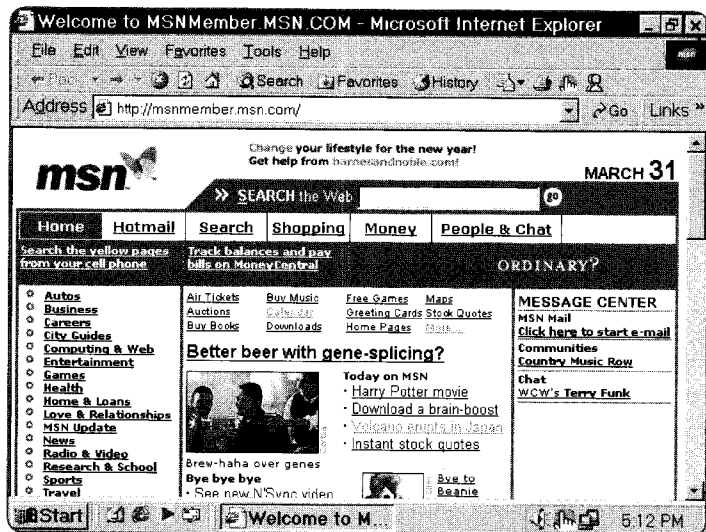 Welcome to MSNMember.MSN.COM - Microsoft Internet Explorer
File Edit View Favorites Tools Help
msn
Back Search Favorites History
Address http://msnmember.msn.com/ Go Links »
Change your lifestyle for the new year!
Get help from barnesandnoble.com!
msn
MARCH 31
>> SEARCH the Web go
Home Hotmail Search Shopping Money People & Chat
Search the yellow pages
from your cell phone
Track balances and pay
bills on MoneyCentral
ORDINARY?
Autos
Business
Careers
City Guides
Computing & Web
Entertainment
Games
Health
Home & Loans
Love & Relationships
MSN Update
News
Radio & Video
Research & School
Sports
Travel
Air Tickets Buy Music Free Games Maps
Auctions Calendar Greeting Cards Stock Quotes
Buy Books Downloads Home Pages More...
Better beer with gene-splicing?
Brew-haha over genes
Bye bye bye
· See new N'Sync video
Today on MSN
· Harry Potter movie
· Download a brain-boost
· Volcano erupts in Japan
· Instant stock quotes
Bye to
Beanie
MESSAGE CENTER
MSN Mail
Click here to start e-mail
Communities
Country Music Row
Chat
WCW's Terry Funk
Start Welcome to M... 5:12 PM